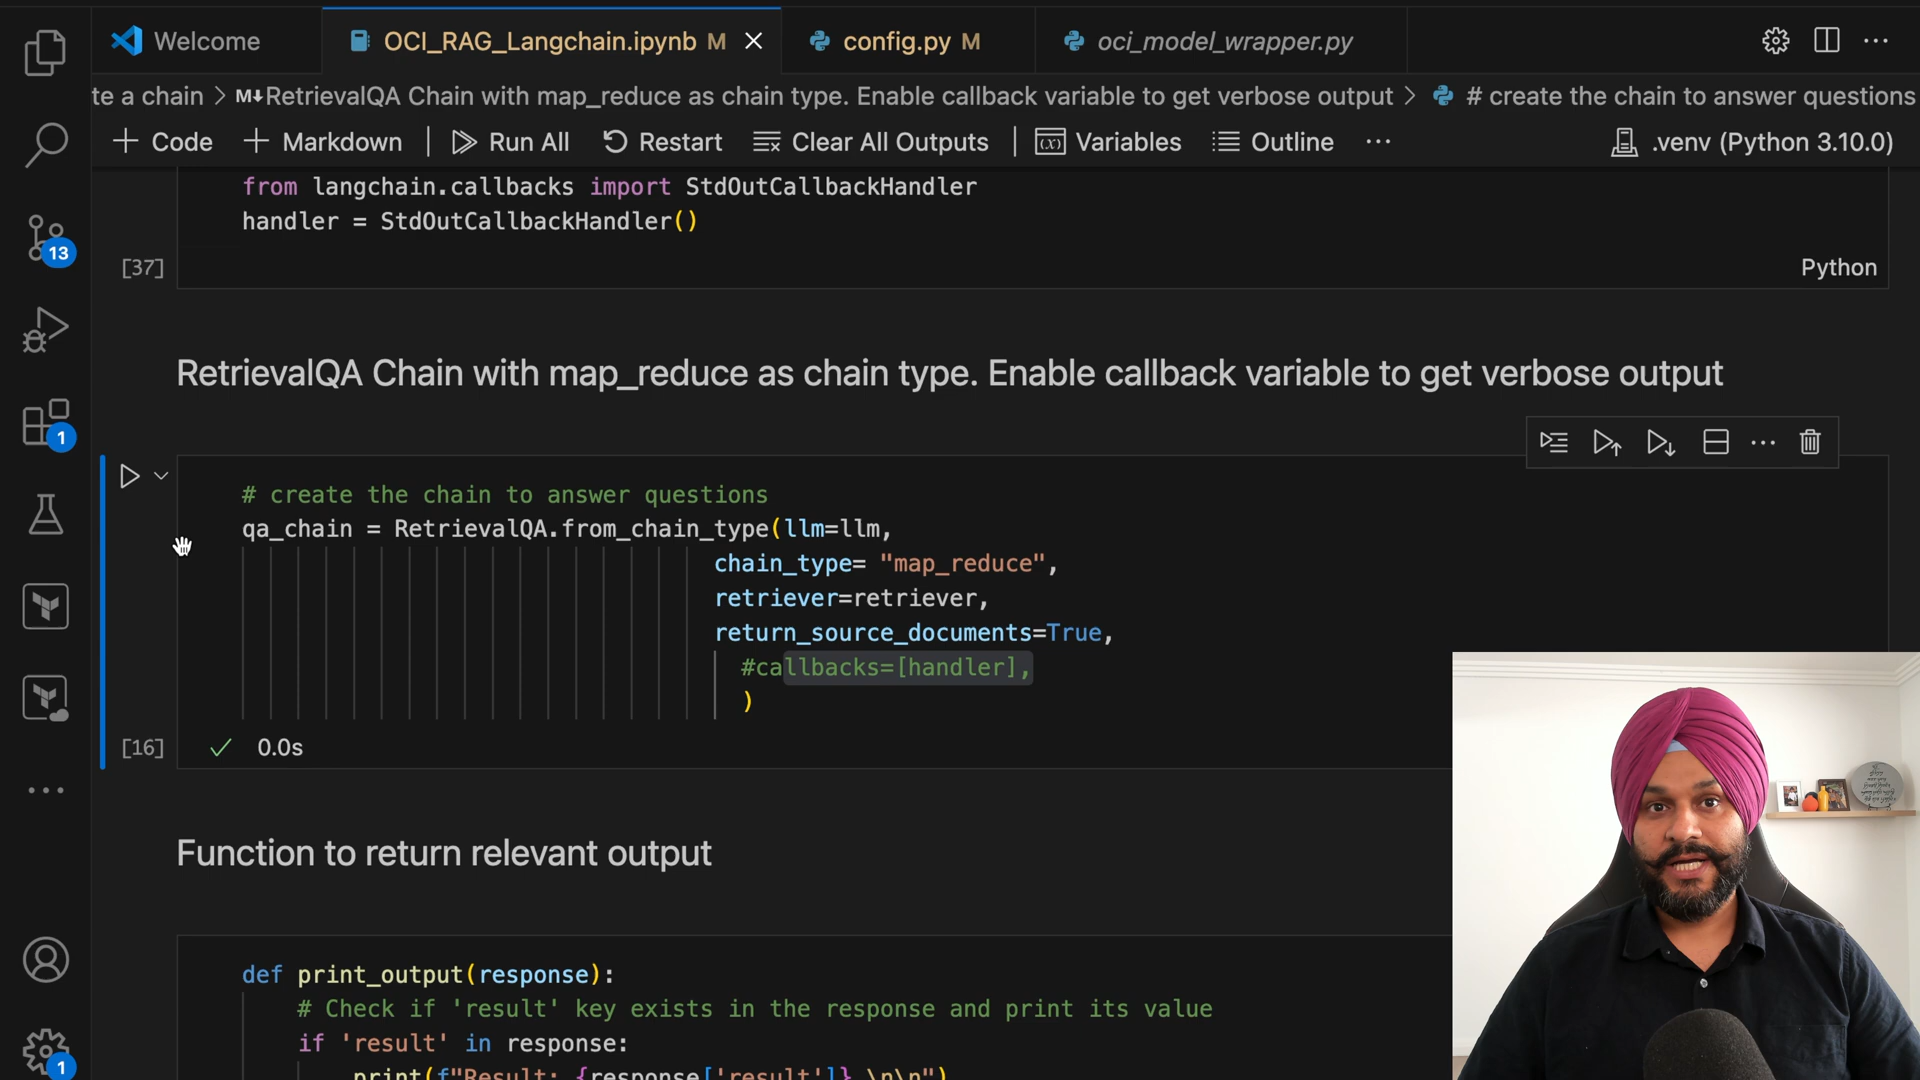 Welcome
OCI_RAG_Langchain.ipynb M
config.py M
oci_model_wrapper.py
te a chain > M↓ RetrievalQA Chain with map_reduce as chain type. Enable callback variable to get verbose output > # create the chain to answer questions
+ Code + Markdown | Run All Restart Clear All Outputs | (x) Variables Outline ... .venv (Python 3.10.0)
from langchain.callbacks import StdOutCallbackHandler
handler = StdOutCallbackHandler()
[37]
Python
RetrievalQA Chain with map_reduce as chain type. Enable callback variable to get verbose output
# create the chain to answer questions
qa_chain = RetrievalQA.from_chain_type(llm=llm,
chain_type= "map_reduce",
retriever=retriever,
return_source_documents=True,
#callbacks=[handler],
)
[16] ✓ 0.0s
Function to return relevant output
def print_output(response):
# Check if 'result' key exists in the response and print its value
if 'result' in response:
print(f"Result: {response['result']} \n\n")
13
1
1